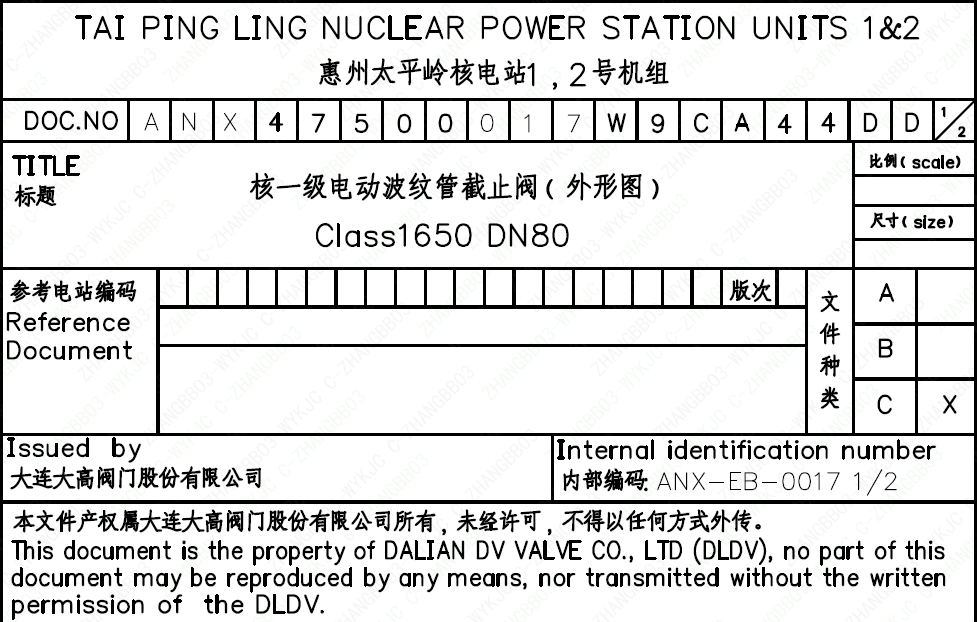 TAI PING LING NUCLEAR POWER STATION UNITS 1&2
惠州太平岭核电站1,2号机组
DOC.NO A N X 4 7 5 0 0 0 1 7 W 9 C A 4 4 D D 1/2
TITLE
标题
核一级电动波纹管截止阀(外形图)
Class1650 DN80
比例(scale)
尺寸(size)
参考电站编码
Reference
Document
版次
文件种类
A
B
C X
Issued by
大连大高阀门股份有限公司
Internal identification number
内部编码: ANX-EB-0017 1/2
本文件产权属大连大高阀门股份有限公司所有,未经许可,不得以任何方式外传。
This document is the property of DALIAN DV VALVE CO., LTD (DLDV), no part of this
document may be reproduced by any means, nor transmitted without the written
permission of the DLDV.